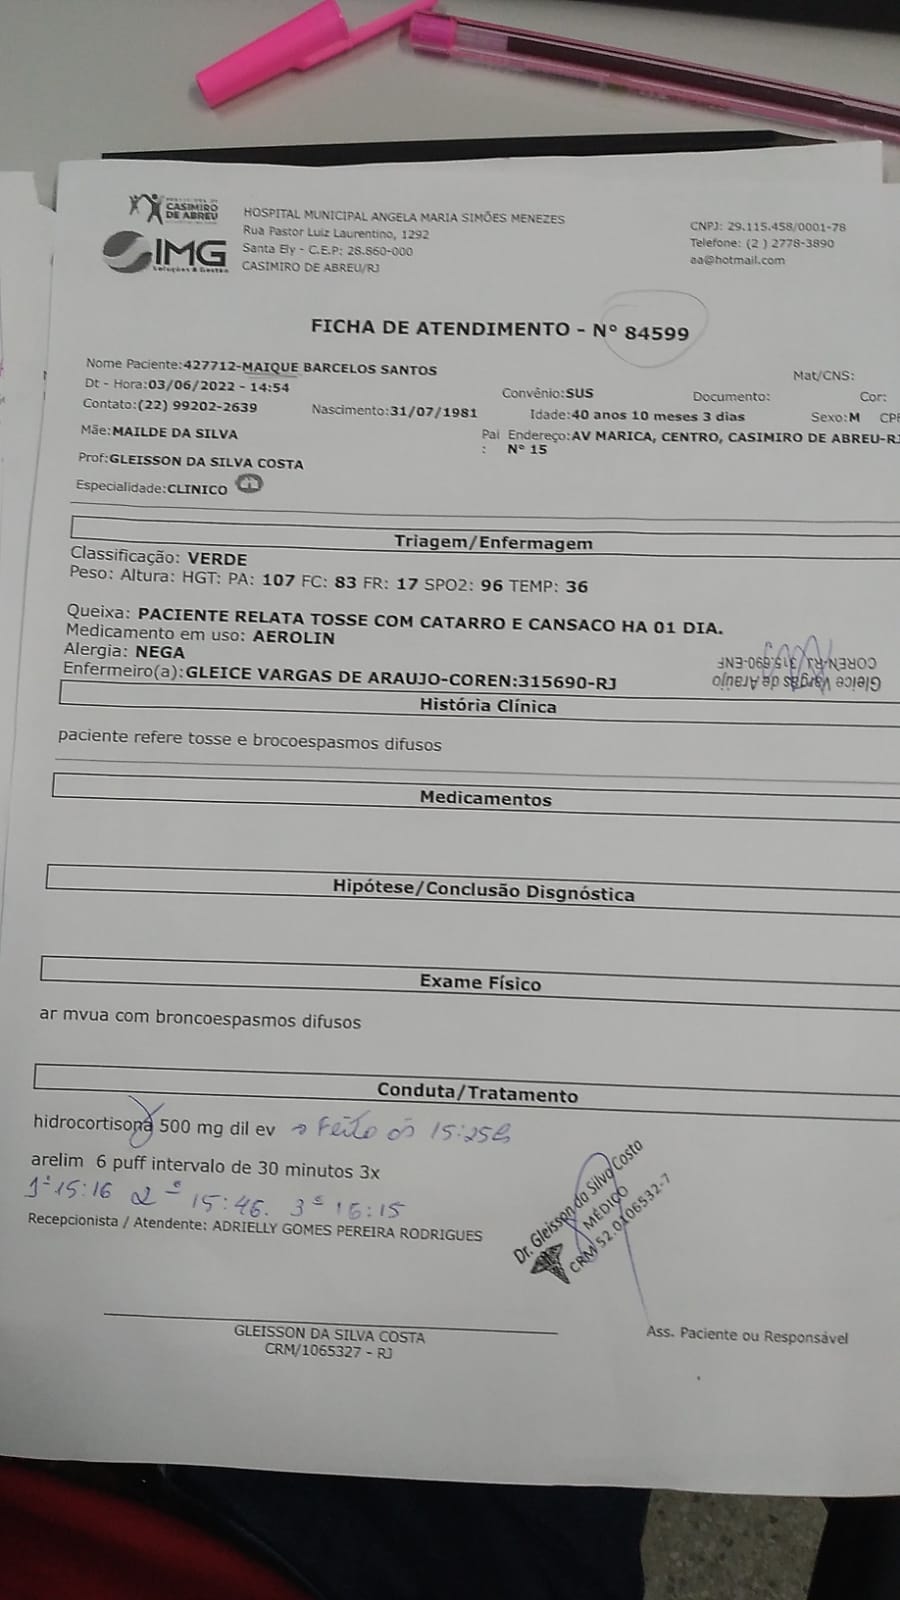 CASIMIRO
DE ABREU
IMG
Soluções & Gestão
HOSPITAL MUNICIPAL ANGELA MARIA SIMÕES MENEZES
Rua Pastor Luiz Laurentino, 1292
Santa Ely - C.E.P: 28.860-000
CASIMIRO DE ABREU/RJ
CNPJ: 29.115.458/0001-78
Telefone: (2 ) 2778-3890
aa@hotmail.com
FICHA DE ATENDIMENTO - Nº 84599
Nome Paciente:427712-MAIQUE BARCELOS SANTOS
Mat/CNS:
Dt - Hora:03/06/2022 - 14:54
Convênio:SUS
Documento:
Cor:
Contato:(22) 99202-2639
Nascimento:31/07/1981
Idade:40 anos 10 meses 3 dias
Sexo:M
Mãe:MAILDE DA SILVA
Pai :
Endereço:AV MARICA, CENTRO, CASIMIRO DE ABREU-RJ
Nº 15
Prof:GLEISSON DA SILVA COSTA
Especialidade:CLINICO
Triagem/Enfermagem
Classificação: VERDE
Peso: Altura: HGT: PA: 107 FC: 83 FR: 17 SPO2: 96 TEMP: 36
Queixa: PACIENTE RELATA TOSSE COM CATARRO E CANSACO HA 01 DIA.
Medicamento em uso: AEROLIN
Alergia: NEGA
Enfermeiro(a):GLEICE VARGAS DE ARAUJO-COREN:315690-RJ
Gleice Vargas de Araujo
COREN-RJ 315.690-ENF
História Clínica
paciente refere tosse e brocoespasmos difusos
Medicamentos
Hipótese/Conclusão Disgnóstica
Exame Físico
ar mvua com broncoespasmos difusos
Conduta/Tratamento
hidrocortisona 500 mg dil ev → Feito ás 15:25h
arelim 6 puff intervalo de 30 minutos 3x
1ª 15:16 2ª 15:46. 3ª 16:15
Recepcionista / Atendente: ADRIELLY GOMES PEREIRA RODRIGUES
Dr. Gleisson da Silva Costa
MÉDICO
CRM 52.0106532-7
GLEISSON DA SILVA COSTA
CRM/1065327 - RJ
Ass. Paciente ou Responsável